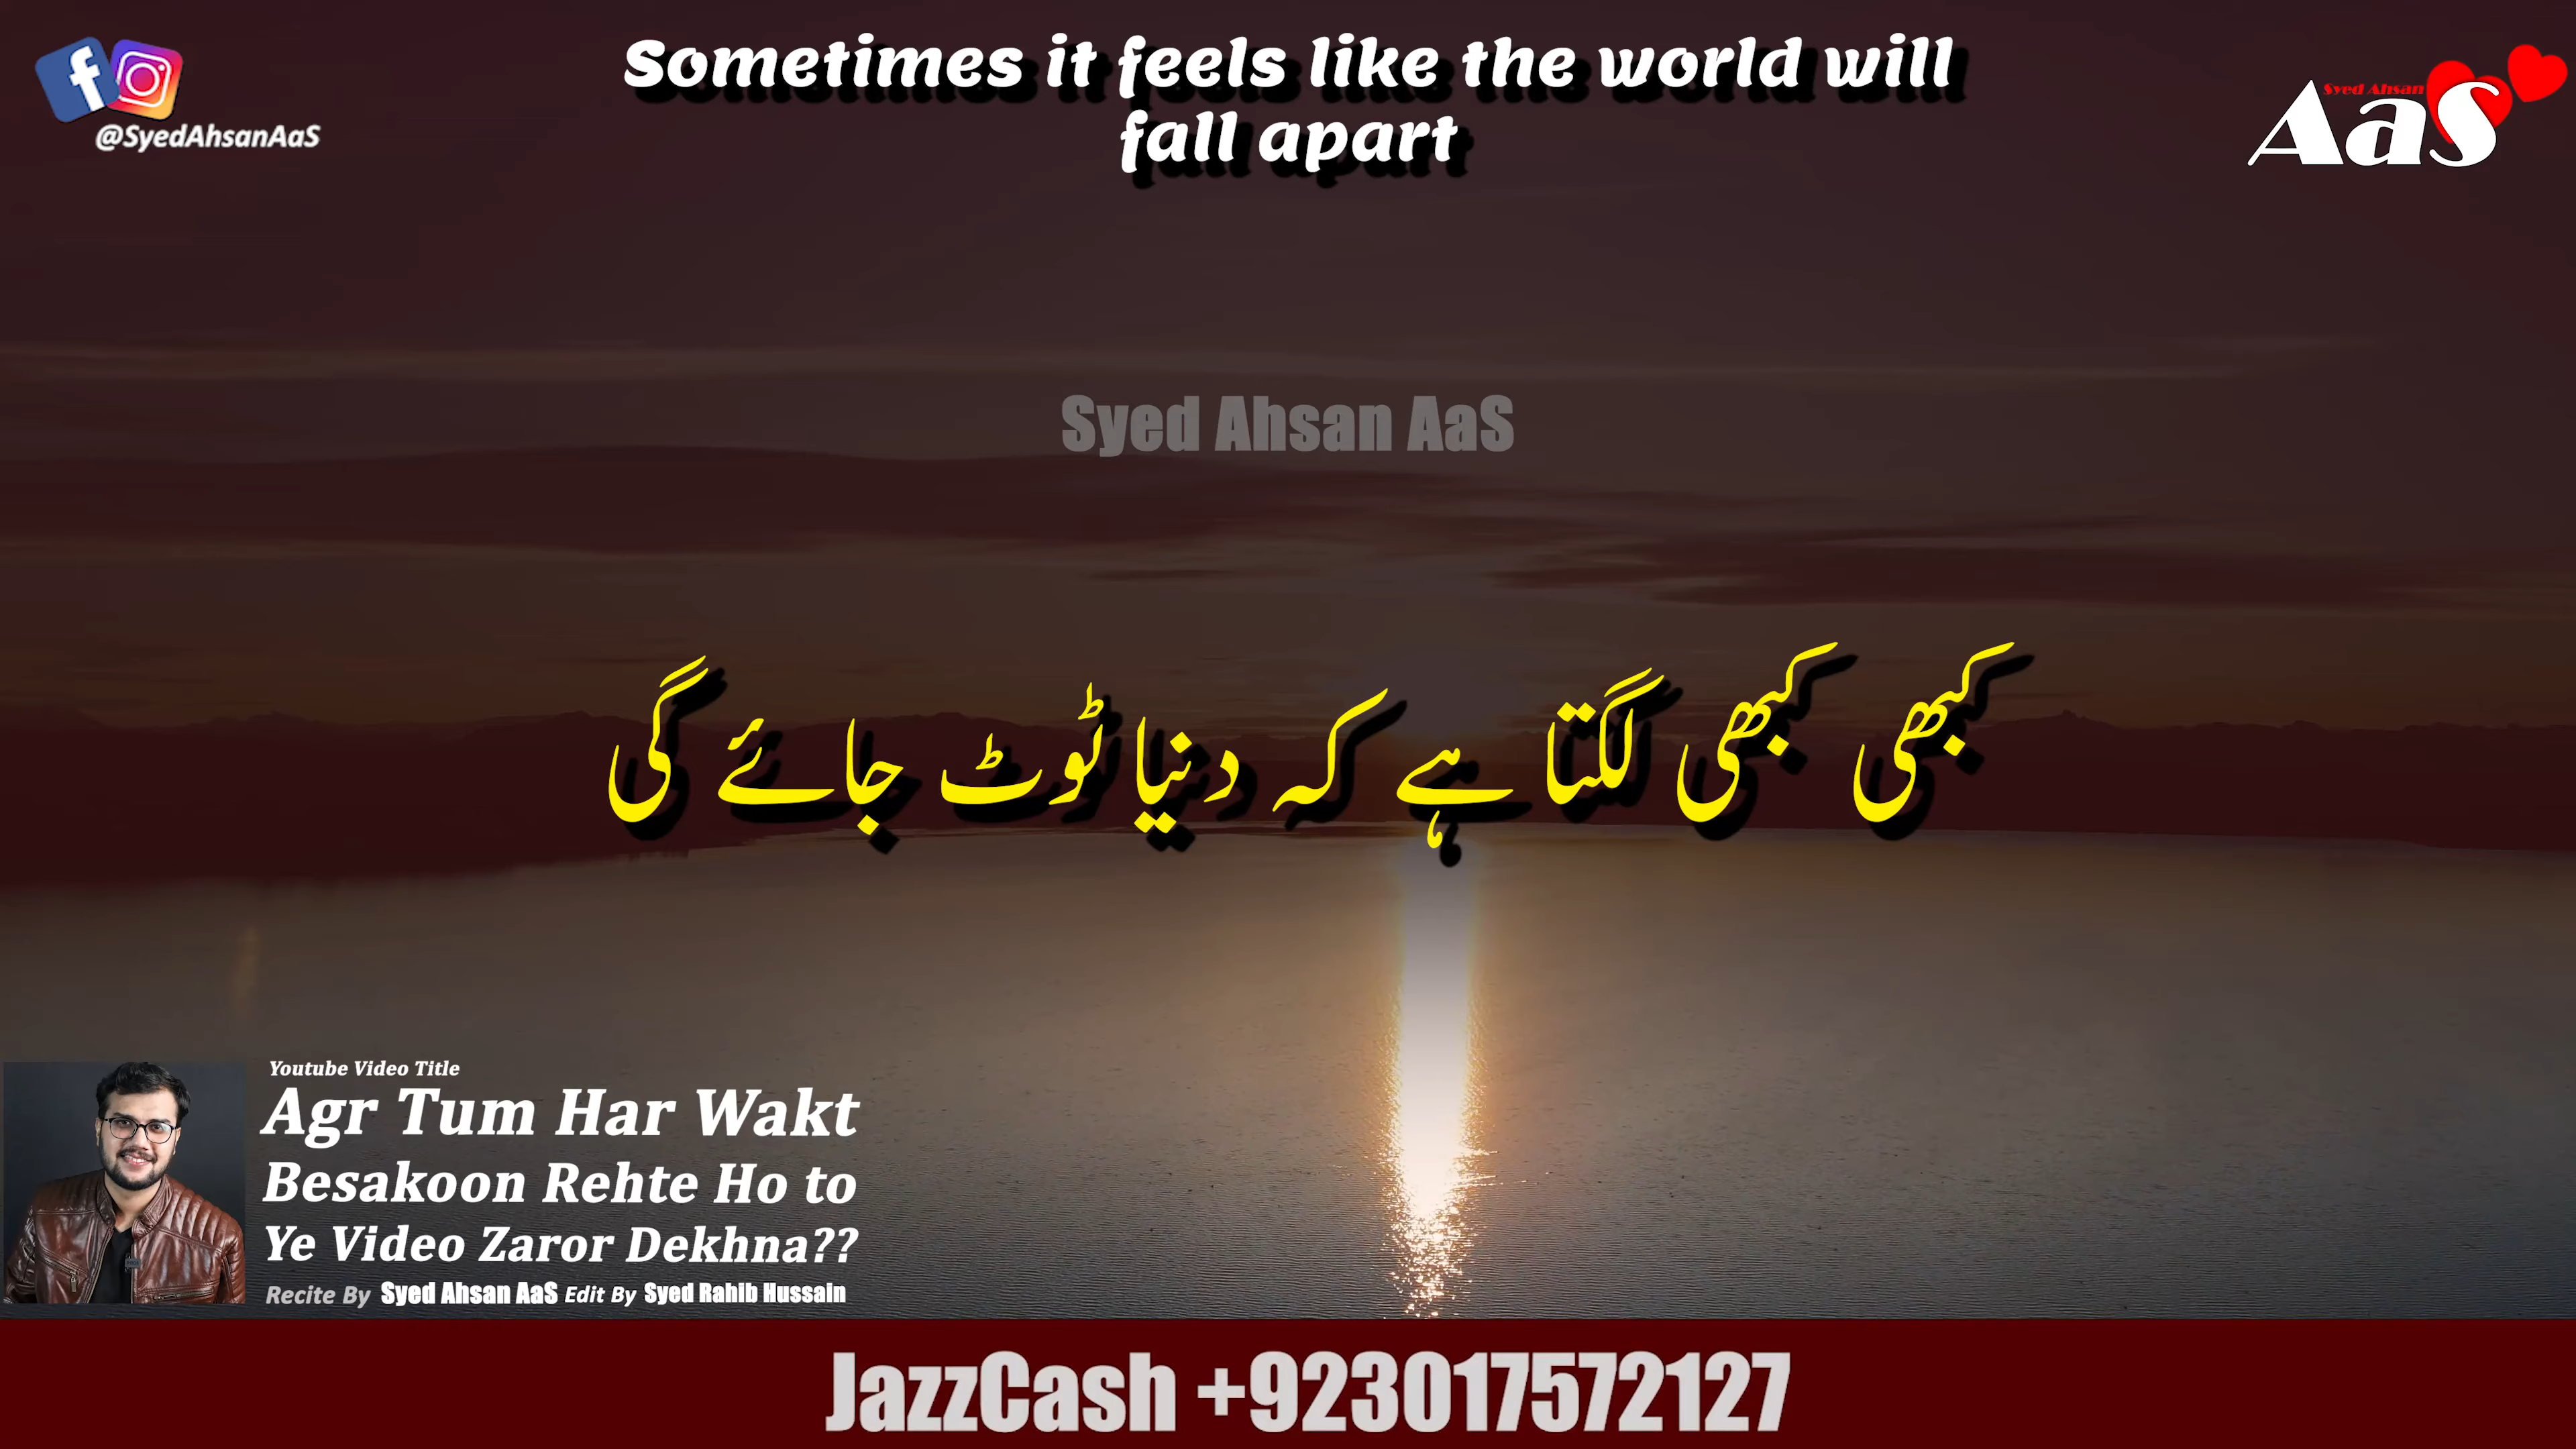 Sometimes it feels like the world will
fall apart
@SyedAhsanAaS
Syed Ahsan
AaS
Syed Ahsan AaS
کبھی کبھی لگتا ہے کہ دنیا ٹوٹ جائے گی
Youtube Video Title
Agr Tum Har Wakt
Besakoon Rehte Ho to
Ye Video Zaror Dekhna??
Recite By Syed Ahsan AaS Edit By Syed Rahib Hussain
JazzCash +923017572127